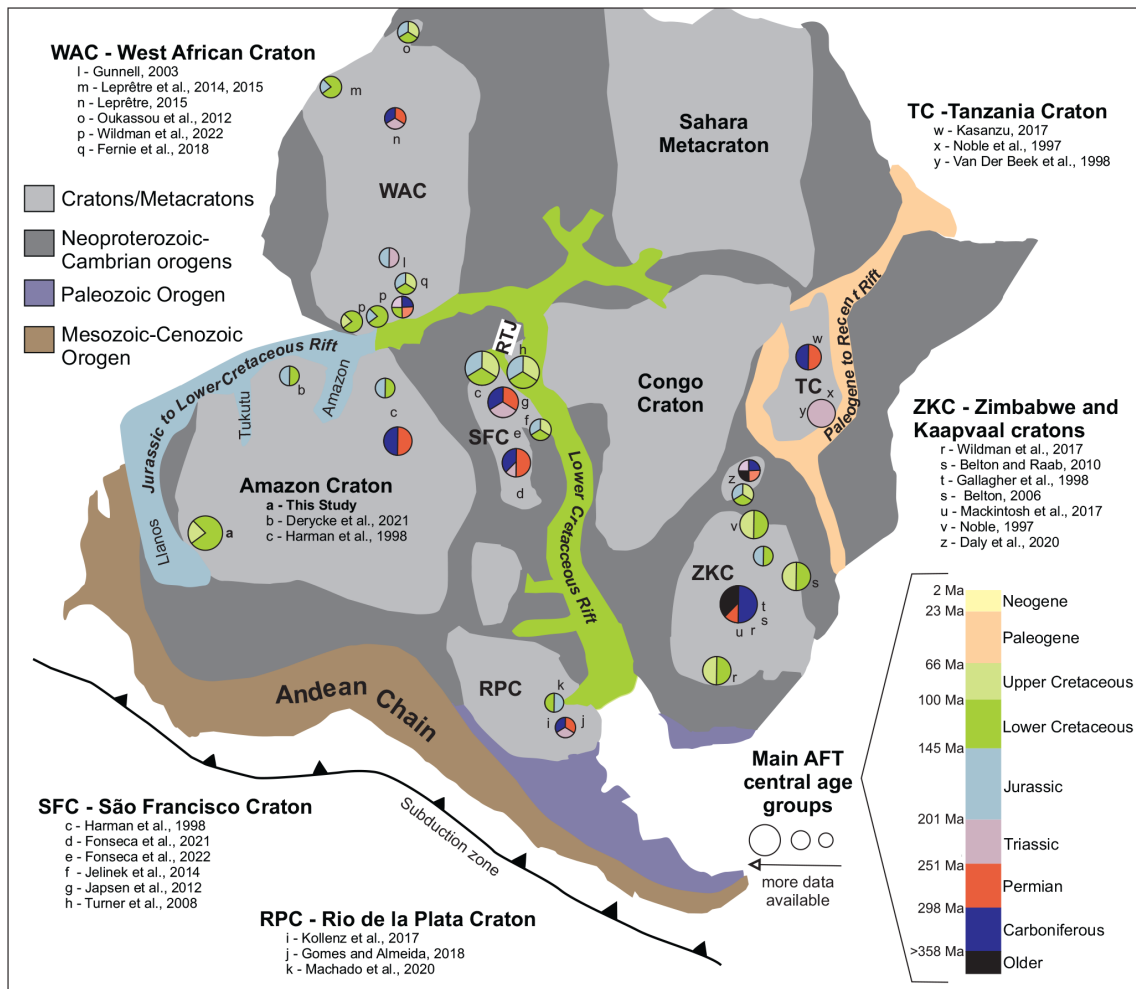 WAC - West African Craton
l - Gunnell, 2003
m - Leprêtre et al., 2014, 2015
n - Leprêtre, 2015
o - Oukassou et al., 2012
p - Wildman et al., 2022
q - Fernie et al., 2018
Cratons/Metacratons
Neoproterozoic-
Cambrian orogens
Paleozoic Orogen
Mesozoic-Cenozoic
Orogen
o
m
n
WAC
l
q
p
p
Sahara
Metacraton
TC -Tanzania Craton
w - Kasanzu, 2017
x - Noble et al., 1997
y - Van Der Beek et al., 1998
Paleogene to Recent Rift
w
TC
x
y
Jurassic to Lower Cretaceous Rift
Tukutu
Amazon
Llanos
b
c
Amazon Craton
a - This Study
b - Derycke et al., 2021
c - Harman et al., 1998
a
RTJ
h
c
g
f
SFC
e
d
Lower Cretacceous Rift
Congo
Craton
ZKC - Zimbabwe and
Kaapvaal cratons
r - Wildman et al., 2017
s - Belton and Raab, 2010
t - Gallagher et al., 1998
s - Belton, 2006
u - Mackintosh et al., 2017
v - Noble, 1997
z - Daly et al., 2020
z
v
ZKC
s
t
s
u r
r
RPC
k
i
j
Andean Chain
Subduction zone
Main AFT
central age
groups
more data
available
2 Ma
Neogene
23 Ma
Paleogene
66 Ma
Upper Cretaceous
100 Ma
Lower Cretaceous
145 Ma
Jurassic
201 Ma
Triassic
251 Ma
Permian
298 Ma
Carboniferous
>358 Ma
Older
SFC - São Francisco Craton
c - Harman et al., 1998
d - Fonseca et al., 2021
e - Fonseca et al., 2022
f - Jelinek et al., 2014
g - Japsen et al., 2012
h - Turner et al., 2008
RPC - Rio de la Plata Craton
i - Kollenz et al., 2017
j - Gomes and Almeida, 2018
k - Machado et al., 2020